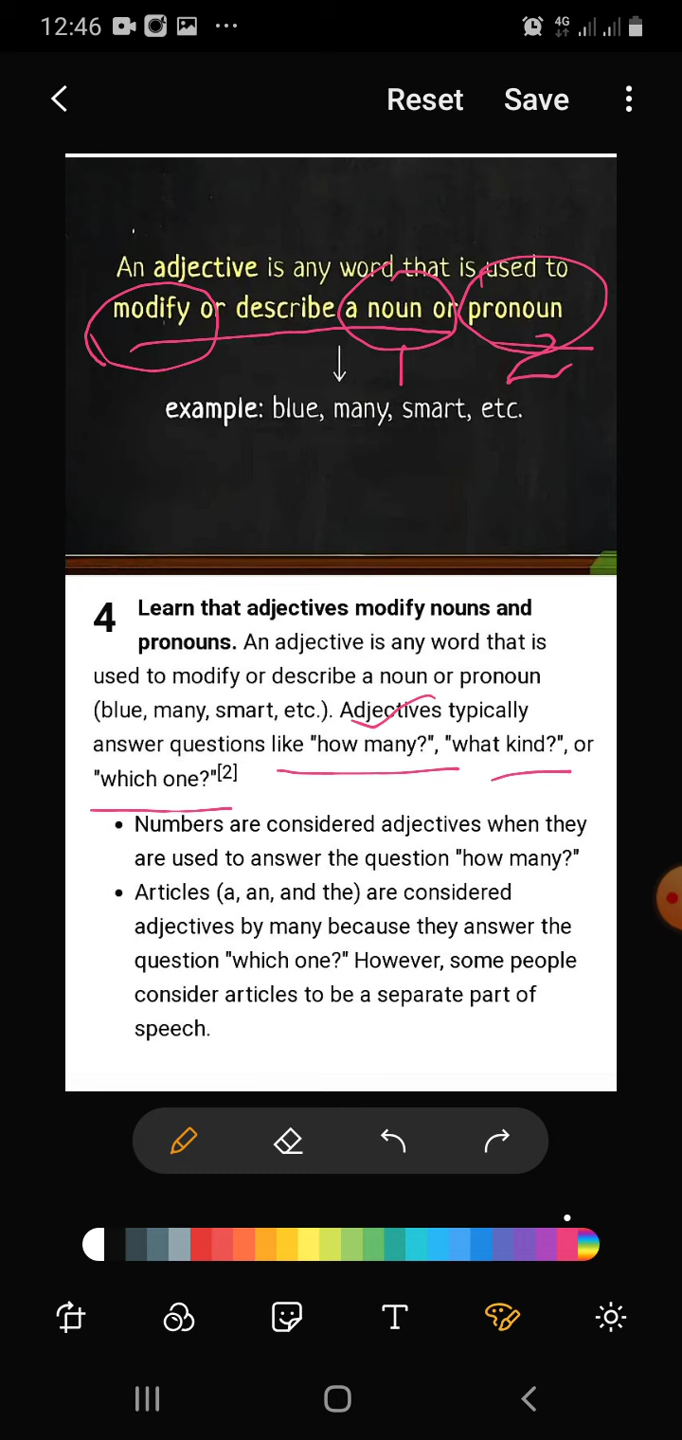 12:46
4G
Reset Save
An adjective is any word that is used to
modify or describe a noun or pronoun
1
2
example: blue, many, smart, etc.
4 Learn that adjectives modify nouns and
pronouns. An adjective is any word that is
used to modify or describe a noun or pronoun
(blue, many, smart, etc.). Adjectives typically
answer questions like "how many?", "what kind?", or
"which one?"[2]
• Numbers are considered adjectives when they
are used to answer the question "how many?"
• Articles (a, an, and the) are considered
adjectives by many because they answer the
question "which one?" However, some people
consider articles to be a separate part of
speech.
T